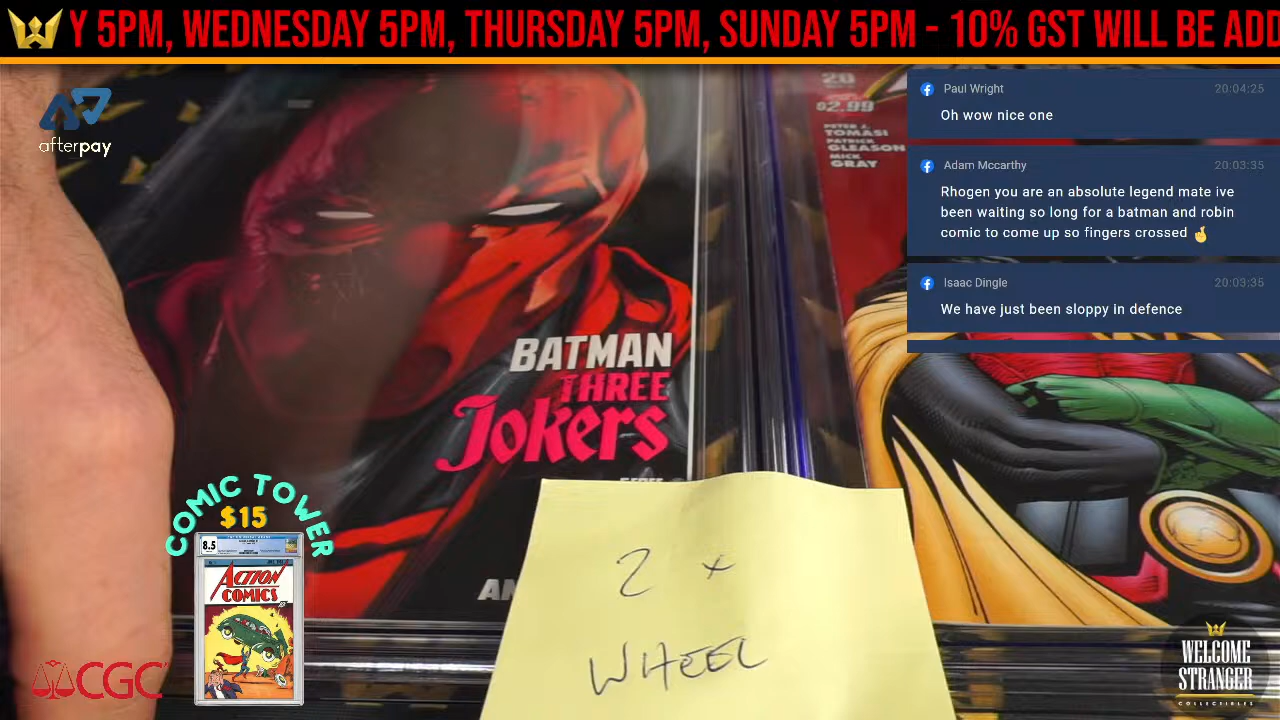 Y 5PM, WEDNESDAY 5PM, THURSDAY 5PM, SUNDAY 5PM - 10% GST WILL BE ADD
afterpay
20
$2.99
PETER J.
TOMASI
PATRICK
GLEASON
MICK
GRAY
Paul Wright 20:04:25
Oh wow nice one
Adam Mccarthy 20:03:35
Rhogen you are an absolute legend mate ive
been waiting so long for a batman and robin
comic to come up so fingers crossed 🤞
Isaac Dingle 20:03:35
We have just been sloppy in defence
BATMAN
THREE
Jokers
COMIC TOWER
$15
8.5
ACTION
COMICS
2 x
WHEEL
CGC
WELCOME
STRANGER
COLLECTIBLES